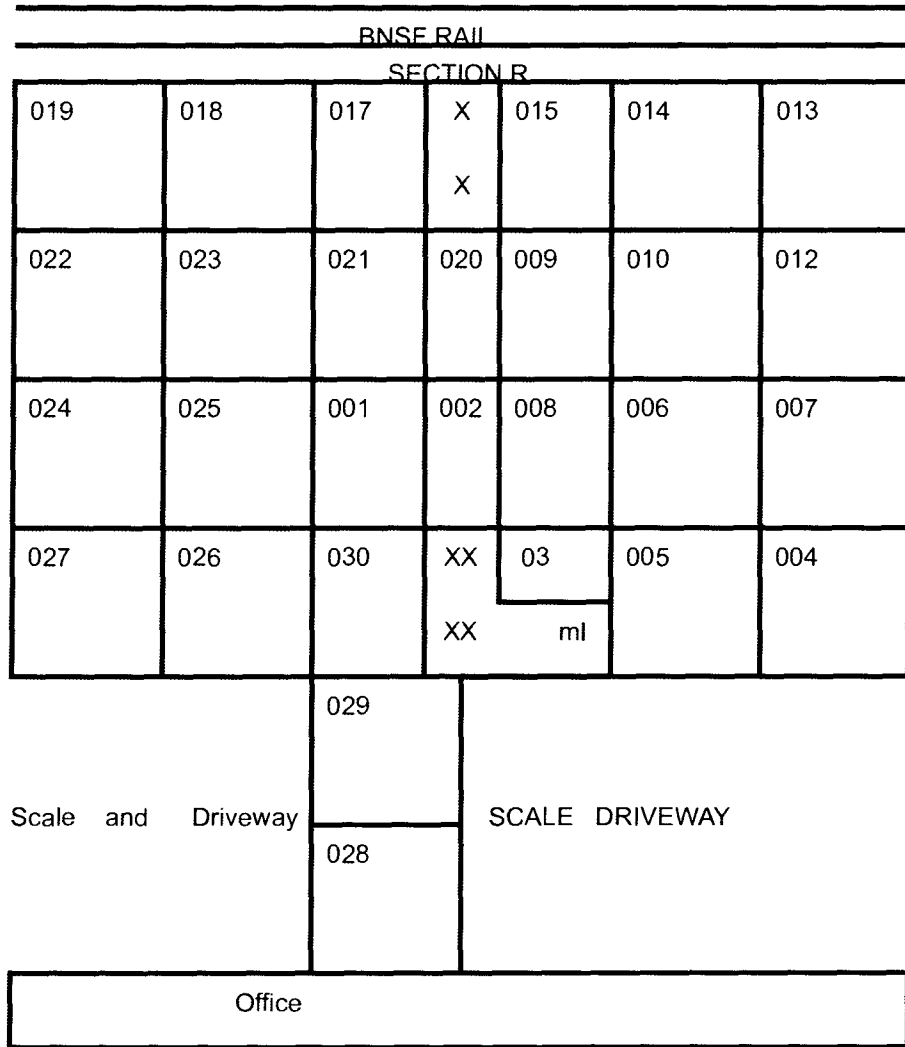 BNSF RAIL
SECTION R
019 018 017 X 015 014 013
X
022 023 021 020 009 010 012
024 025 001 002 008 006 007
027 026 030 XX 03 005 004
XX ml
029
Scale and Driveway SCALE DRIVEWAY
028
Office